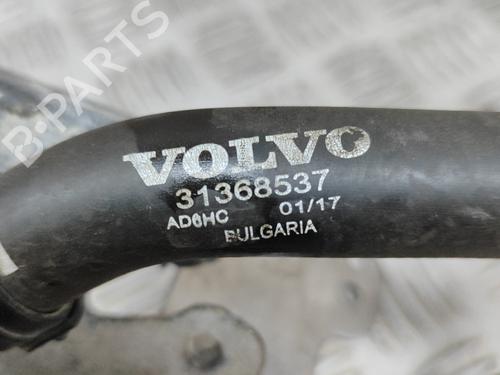 B-PARTS
VOLVO
31368537
AD6HC 01/17
BULGARIA